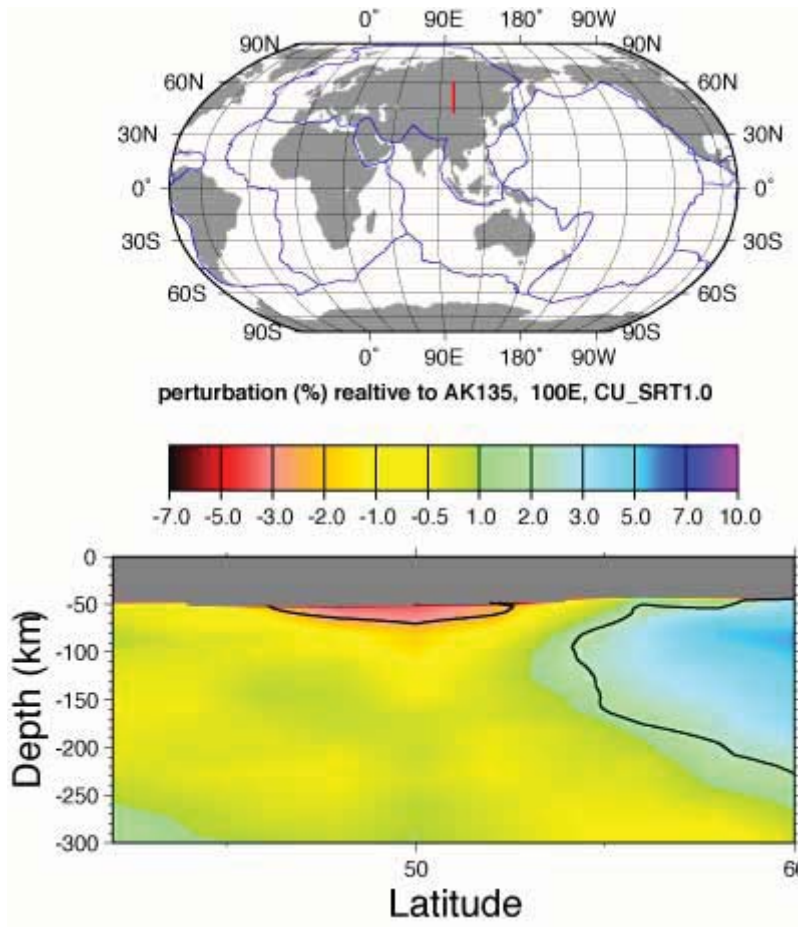 0° 90E 180° 90W
90N 90N
60N 60N
30N 30N
0° 0°
30S 30S
60S 60S
90S 90S
0° 90E 180° 90W
perturbation (%) realtive to AK135, 100E, CU_SRT1.0
-7.0 -5.0 -3.0 -2.0 -1.0 -0.5 1.0 2.0 3.0 5.0 7.0 10.0
0
-50
-100
-150
-200
-250
-300
Depth (km)
50 6
Latitude